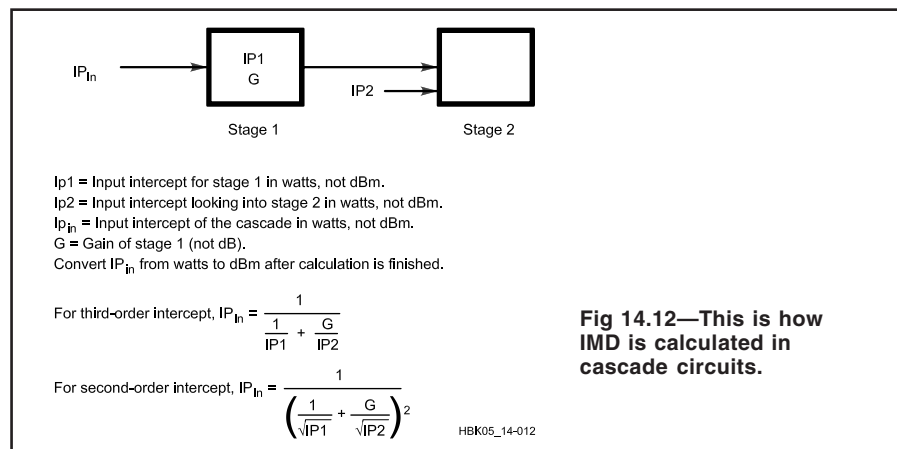 IP1
IP_In
G
IP2
Stage 1
Stage 2
Ip1 = Input intercept for stage 1 in watts, not dBm.
Ip2 = Input intercept looking into stage 2 in watts, not dBm.
Ip_in = Input intercept of the cascade in watts, not dBm.
G = Gain of stage 1 (not dB).
Convert IP_in from watts to dBm after calculation is finished.
For third-order intercept, IP_In = 1 / (1/IP1 + G/IP2)
For second-order intercept, IP_In = 1 / (1/√IP1 + G/√IP2)²
HBK05_14-012
Fig 14.12—This is how
IMD is calculated in
cascade circuits.